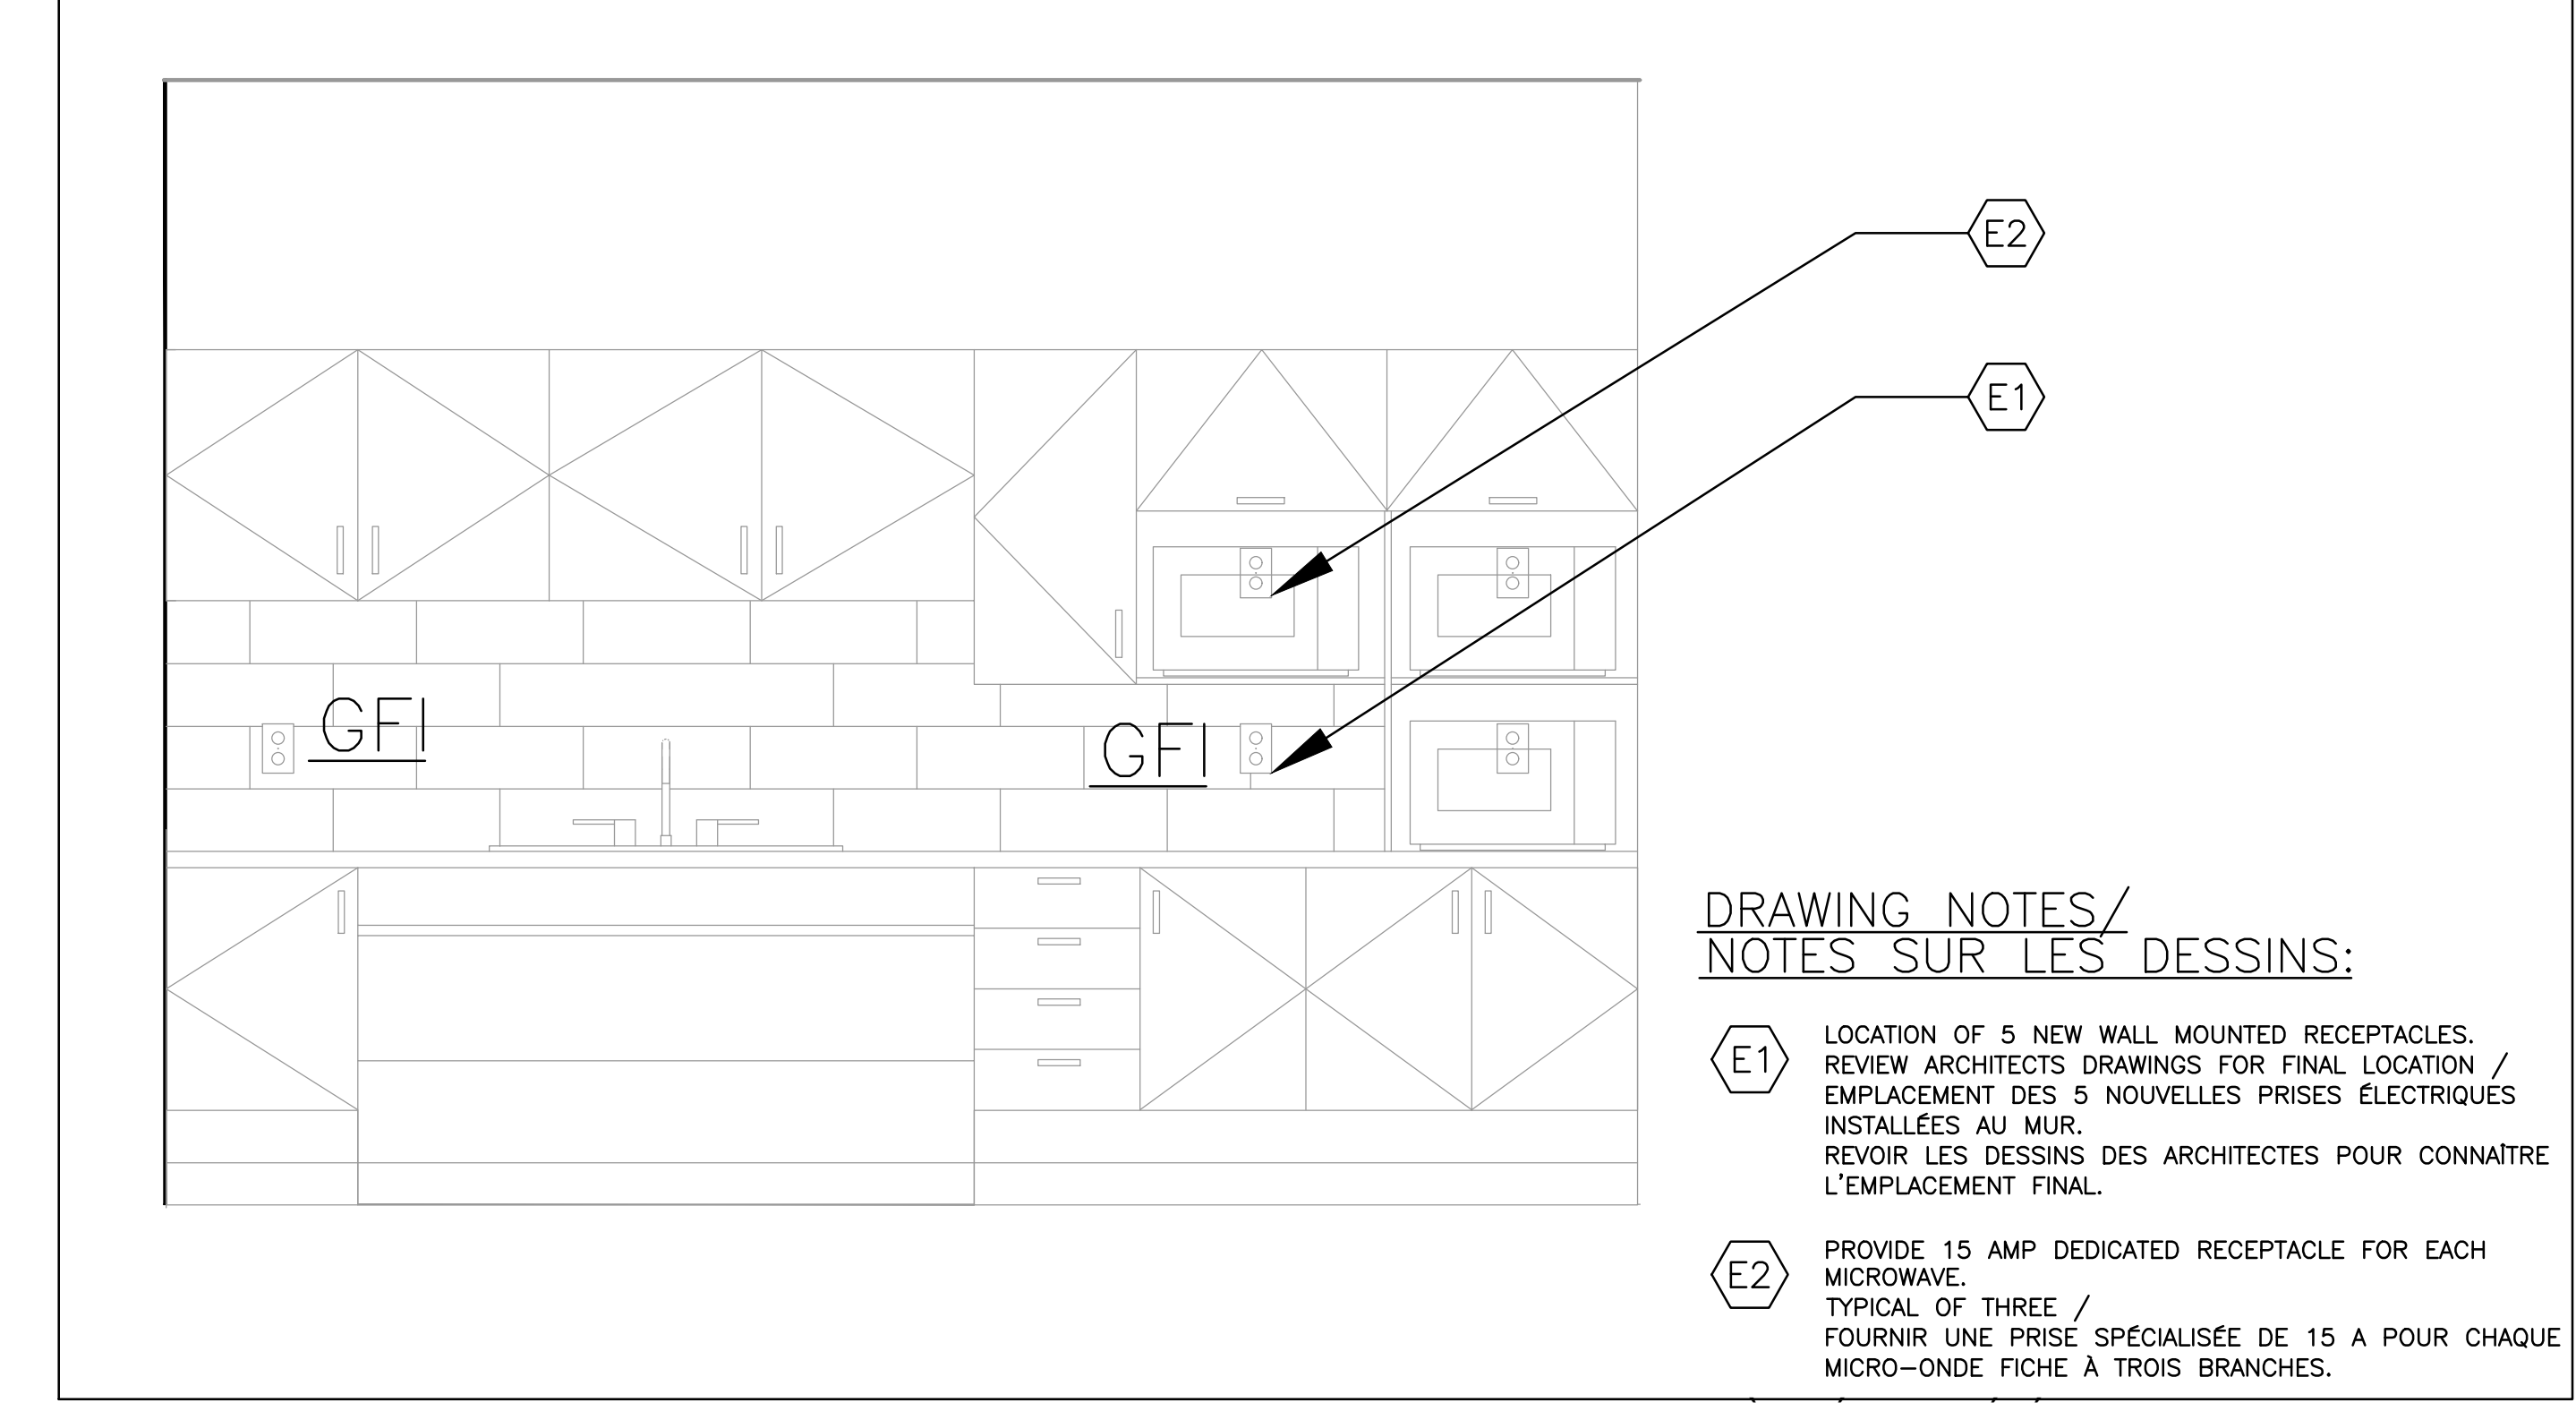 E2
E1
GFI
GFI
DRAWING NOTES/
NOTES SUR LES DESSINS:
E1
LOCATION OF 5 NEW WALL MOUNTED RECEPTACLES.
REVIEW ARCHITECTS DRAWINGS FOR FINAL LOCATION /
EMPLACEMENT DES 5 NOUVELLES PRISES ÉLECTRIQUES
INSTALLÉES AU MUR.
REVOIR LES DESSINS DES ARCHITECTES POUR CONNAÎTRE
L'EMPLACEMENT FINAL.
E2
PROVIDE 15 AMP DEDICATED RECEPTACLE FOR EACH
MICROWAVE.
TYPICAL OF THREE /
FOURNIR UNE PRISE SPÉCIALISÉE DE 15 A POUR CHAQUE
MICRO-ONDE FICHE À TROIS BRANCHES.